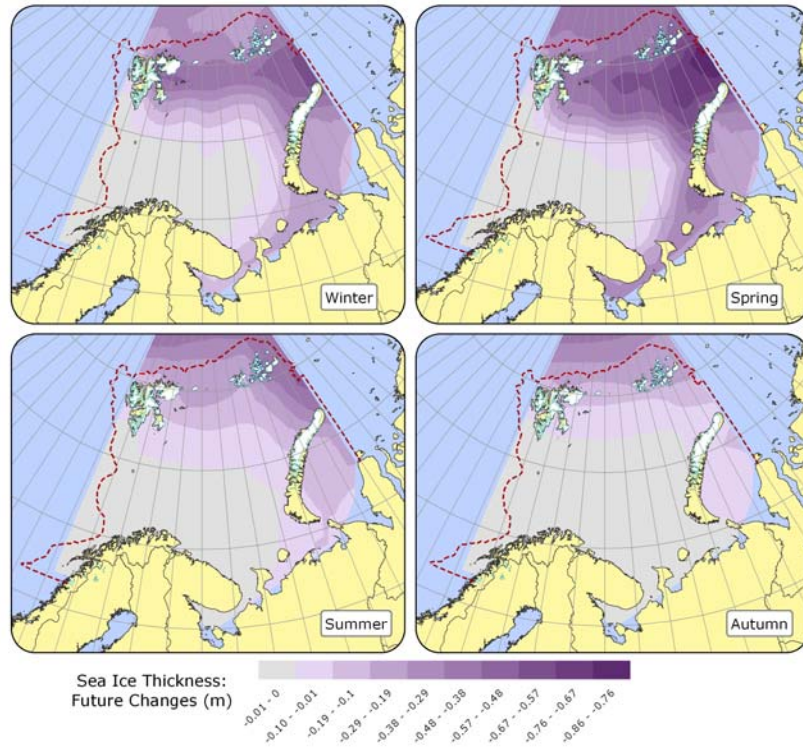 Winter
Spring
Summer
Autumn
Sea Ice Thickness:
Future Changes (m)
-0.01 - 0
-0.10 - -0.01
-0.19 - -0.1
-0.29 - -0.19
-0.38 - -0.29
-0.48 - -0.38
-0.57 - -0.48
-0.67 - -0.57
-0.76 - -0.67
-0.86 - -0.76